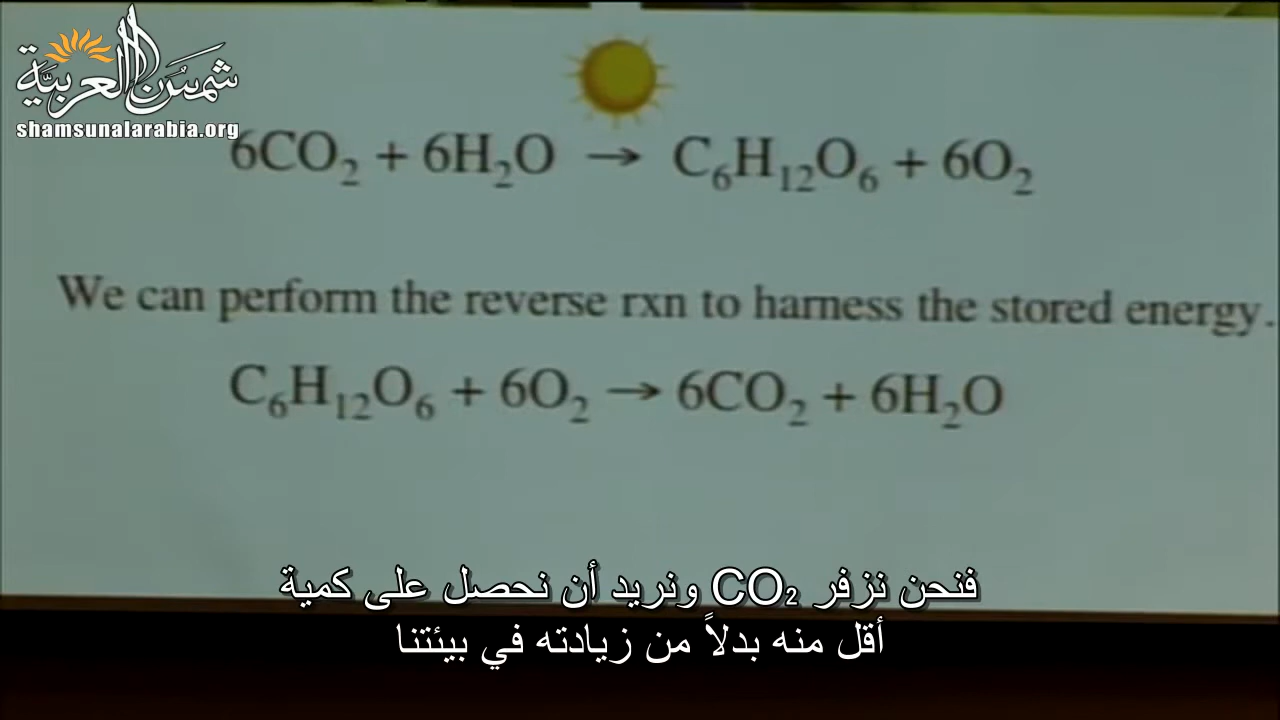 شمس العربية
shamsunalarabia.org
6CO₂ + 6H₂O → C₆H₁₂O₆ + 6O₂
We can perform the reverse rxn to harness the stored energy.
C₆H₁₂O₆ + 6O₂ → 6CO₂ + 6H₂O
فنحن نزفر CO₂ ونريد أن نحصل على كمية
أقل منه بدلاً من زيادته في بيئتنا